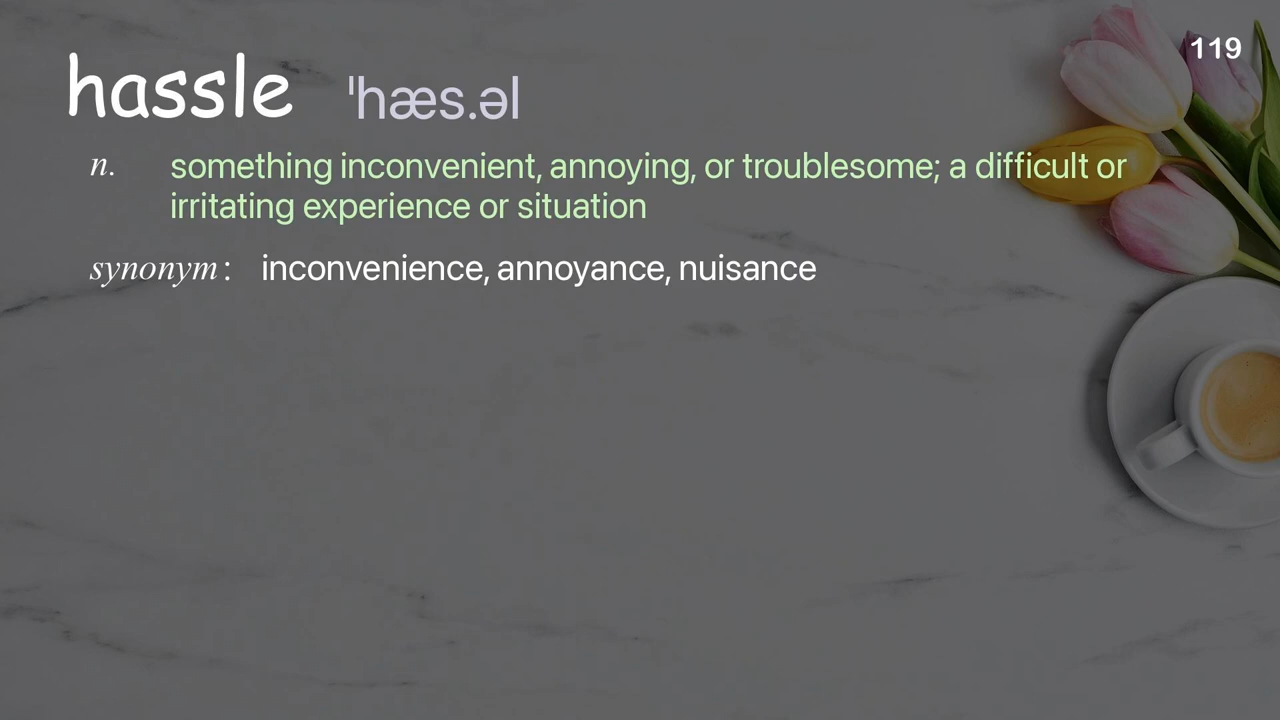 119
hassle ˈhæs.əl
n. something inconvenient, annoying, or troublesome; a difficult or
irritating experience or situation
synonym: inconvenience, annoyance, nuisance